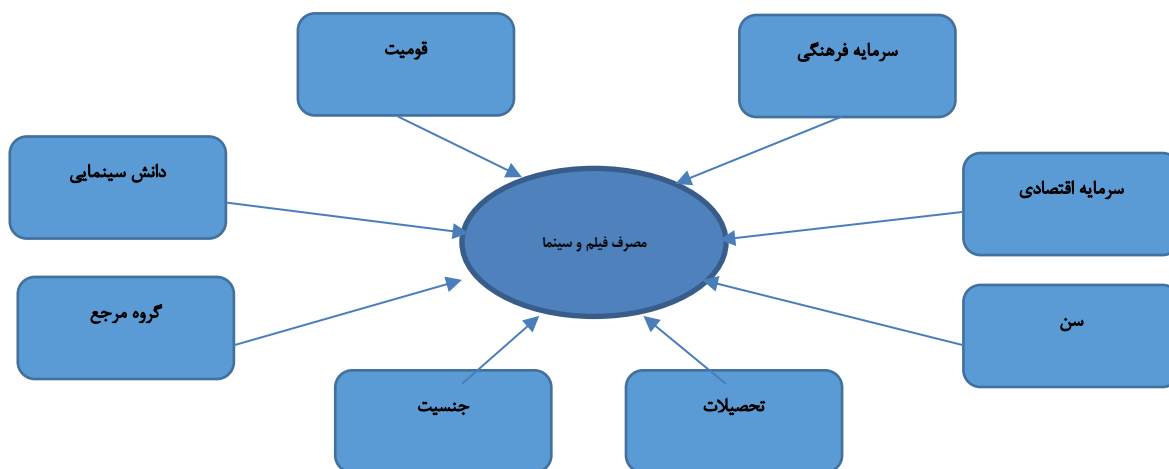 قومیت
سرمایه فرهنگی
دانش سینمایی
سرمایه اقتصادی
مصرف فیلم و سینما
گروه مرجع
سن
جنسیت
تحصیلات